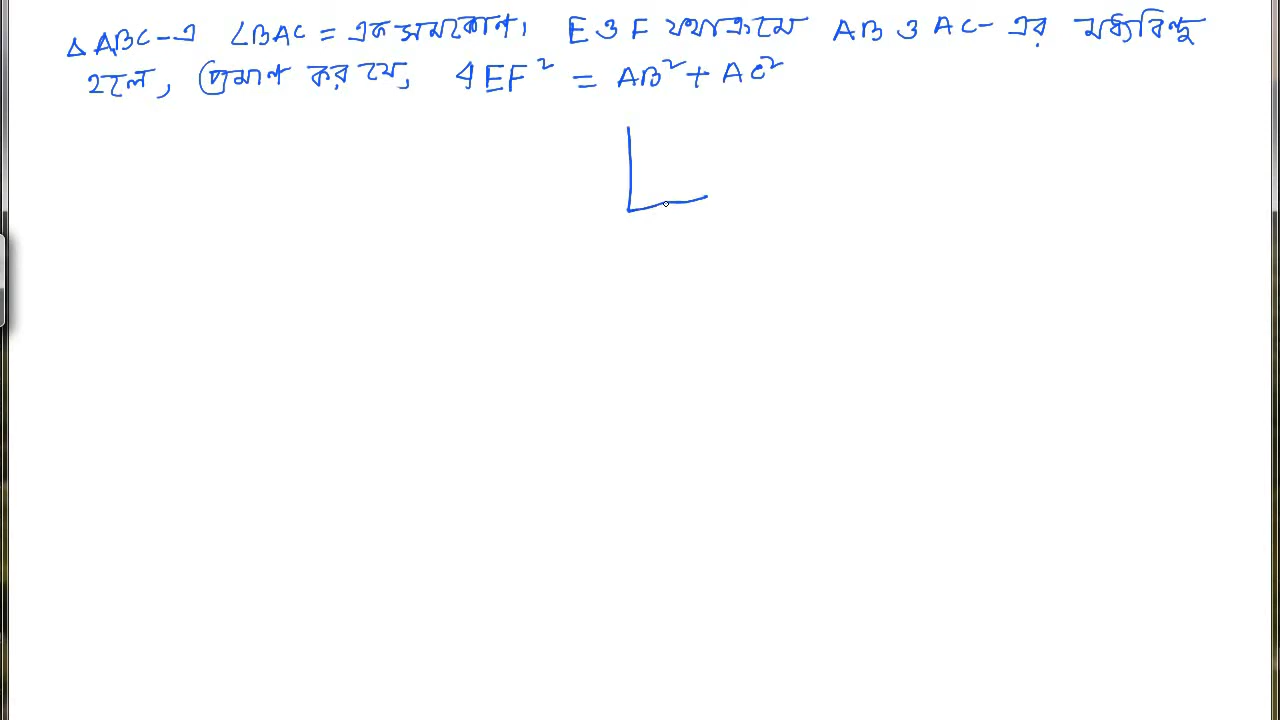 △ABC-এ ∠BAC = এক সমকোণ। E ও F যথাক্রমে AB ও AC- এর মধ্যবিন্দু
হলে, প্রমাণ কর যে, 4EF² = AB² + AC²